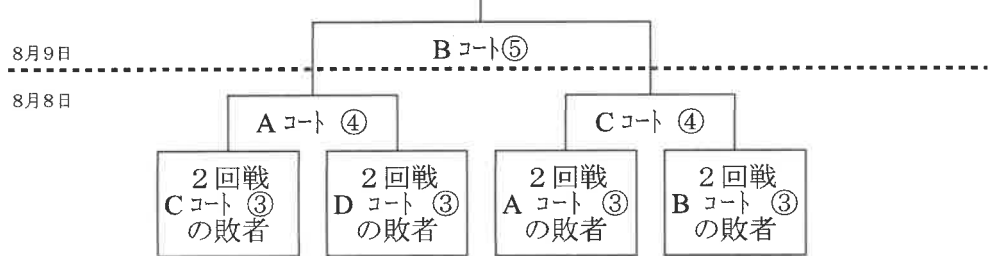 Bコート⑤
8月9日
8月8日
Aコート ④
Cコート ④
2回戦
Cコート ③
の敗者
2回戦
Dコート ③
の敗者
2回戦
Aコート ③
の敗者
2回戦
Bコート ③
の敗者